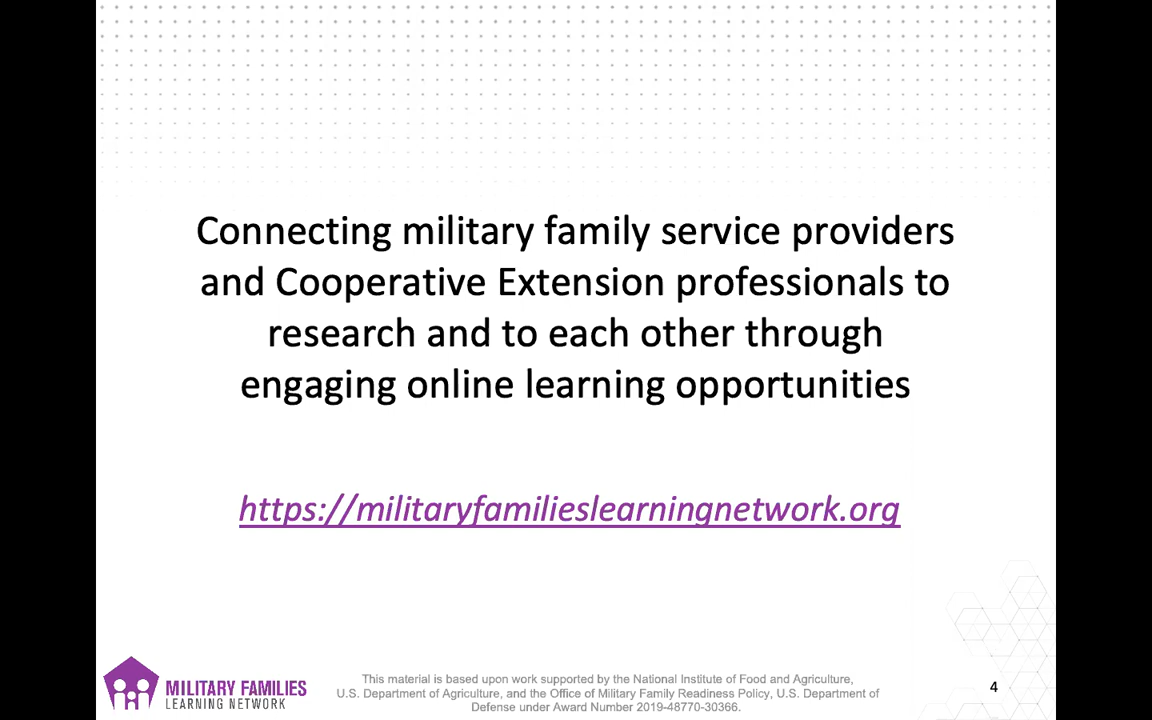 Connecting military family service providers
and Cooperative Extension professionals to
research and to each other through
engaging online learning opportunities
https://militaryfamilieslearningnetwork.org
MILITARY FAMILIES
LEARNING NETWORK
This material is based upon work supported by the National Institute of Food and Agriculture,
U.S. Department of Agriculture, and the Office of Military Family Readiness Policy, U.S. Department of
Defense under Award Number 2019-48770-30366.
4